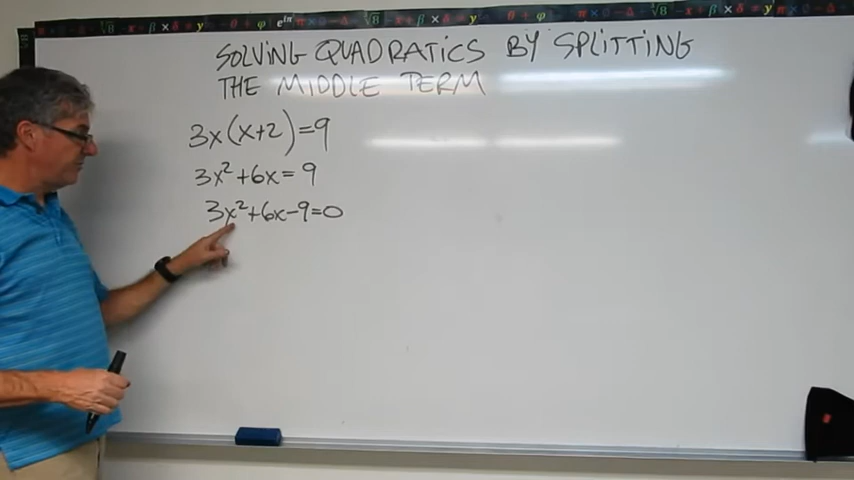 SOLVING QUADRATICS BY SPLITTING
THE MIDDLE TERM
3x(x+2)=9
3x²+6x=9
3x²+6x-9=0